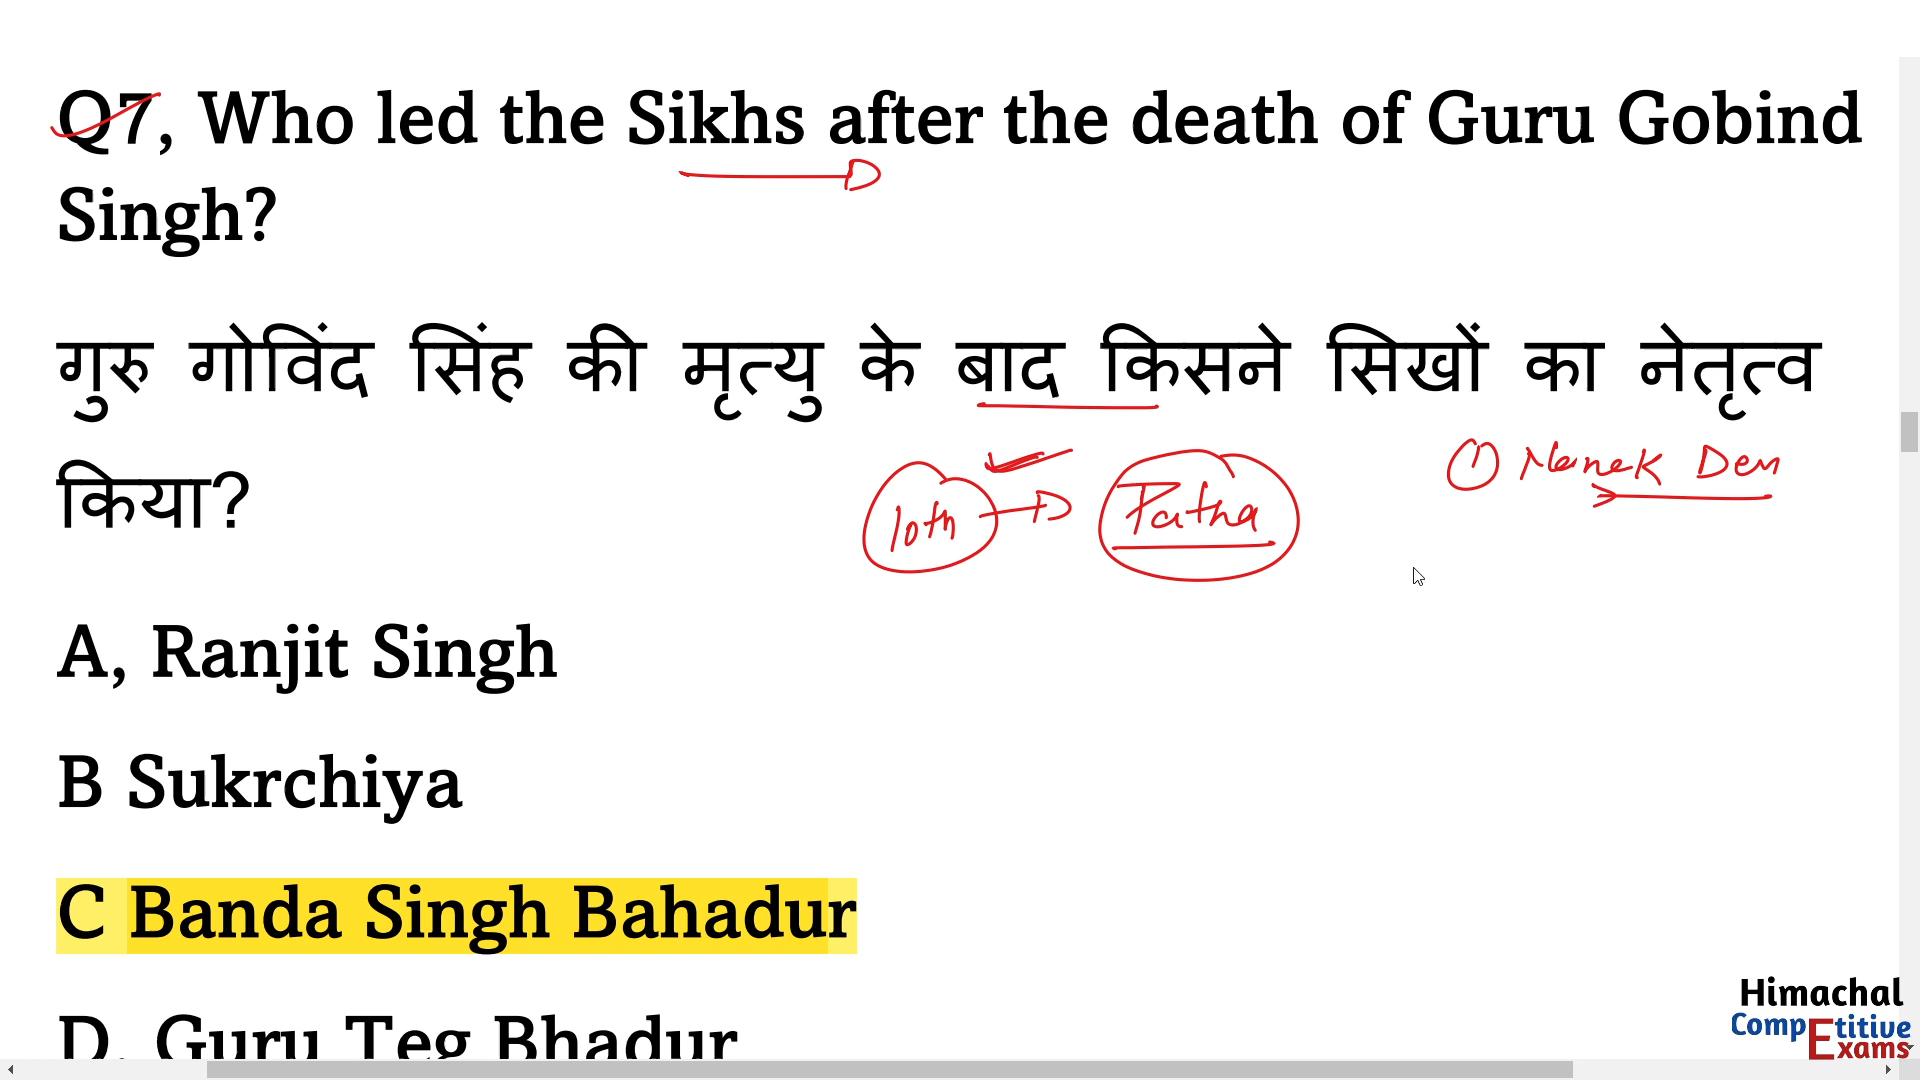 Q7, Who led the Sikhs after the death of Guru Gobind
Singh?
गुरु गोविंद सिंह की मृत्यु के बाद किसने सिखों का नेतृत्व
किया?
① Nanek Dev
10th Patna
A, Ranjit Singh
B Sukrchiya
C Banda Singh Bahadur
D. Guru Teg Bhadur
Himachal
CompEtitive
Exams